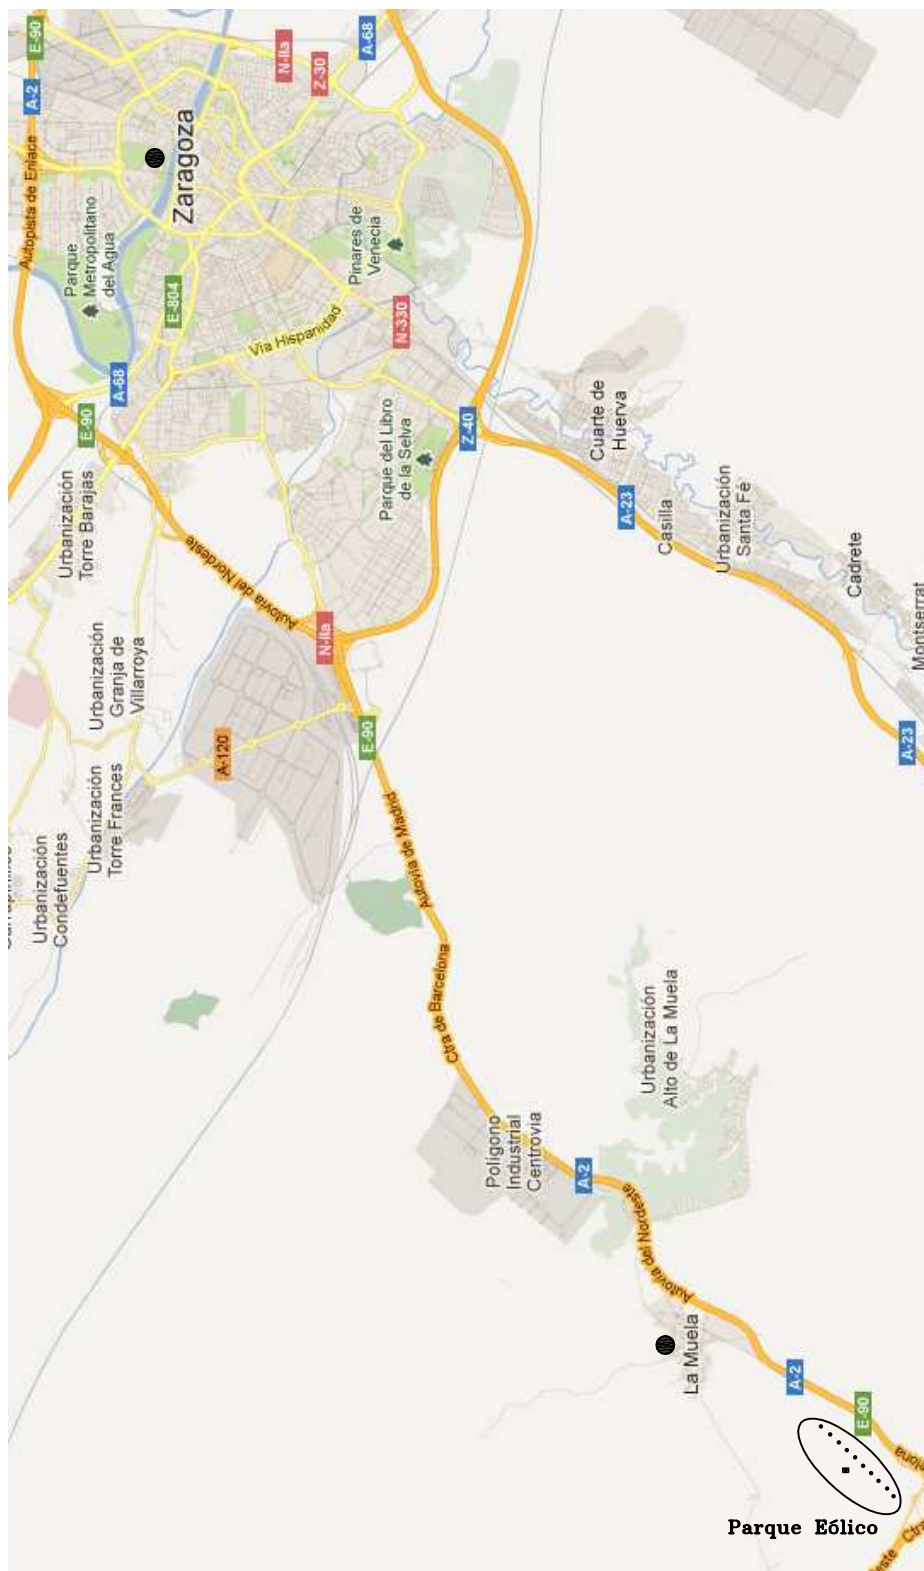 E-90
A-2
N-IIa
Z-30
A-68
Autopista de Enlace
Zaragoza
Parque
Metropolitano
del Agua
Pinares de
Venecia
E-804
N-330
Vía Hispanidad
A-68
E-90
Parque del Libro
de la Selva
Z-40
Cuarte de
Huerva
Urbanización
Torre Barajas
A-23
Casilla
Urbanización
Santa Fé
Cadrete
Montserrat
Autovía del Nordeste
N-IIa
Urbanización
Granja de
Villarroya
A-120
E-90
A-23
Urbanización
Torre Frances
Urbanización
Condefuentes
Autovía de Madrid
Ctra de Barcelona
Urbanización
Alto de La Muela
Polígono
Industrial
Centrovia
A-2
Autovía del Nordeste
La Muela
A-2
E-90
Parque Eólico